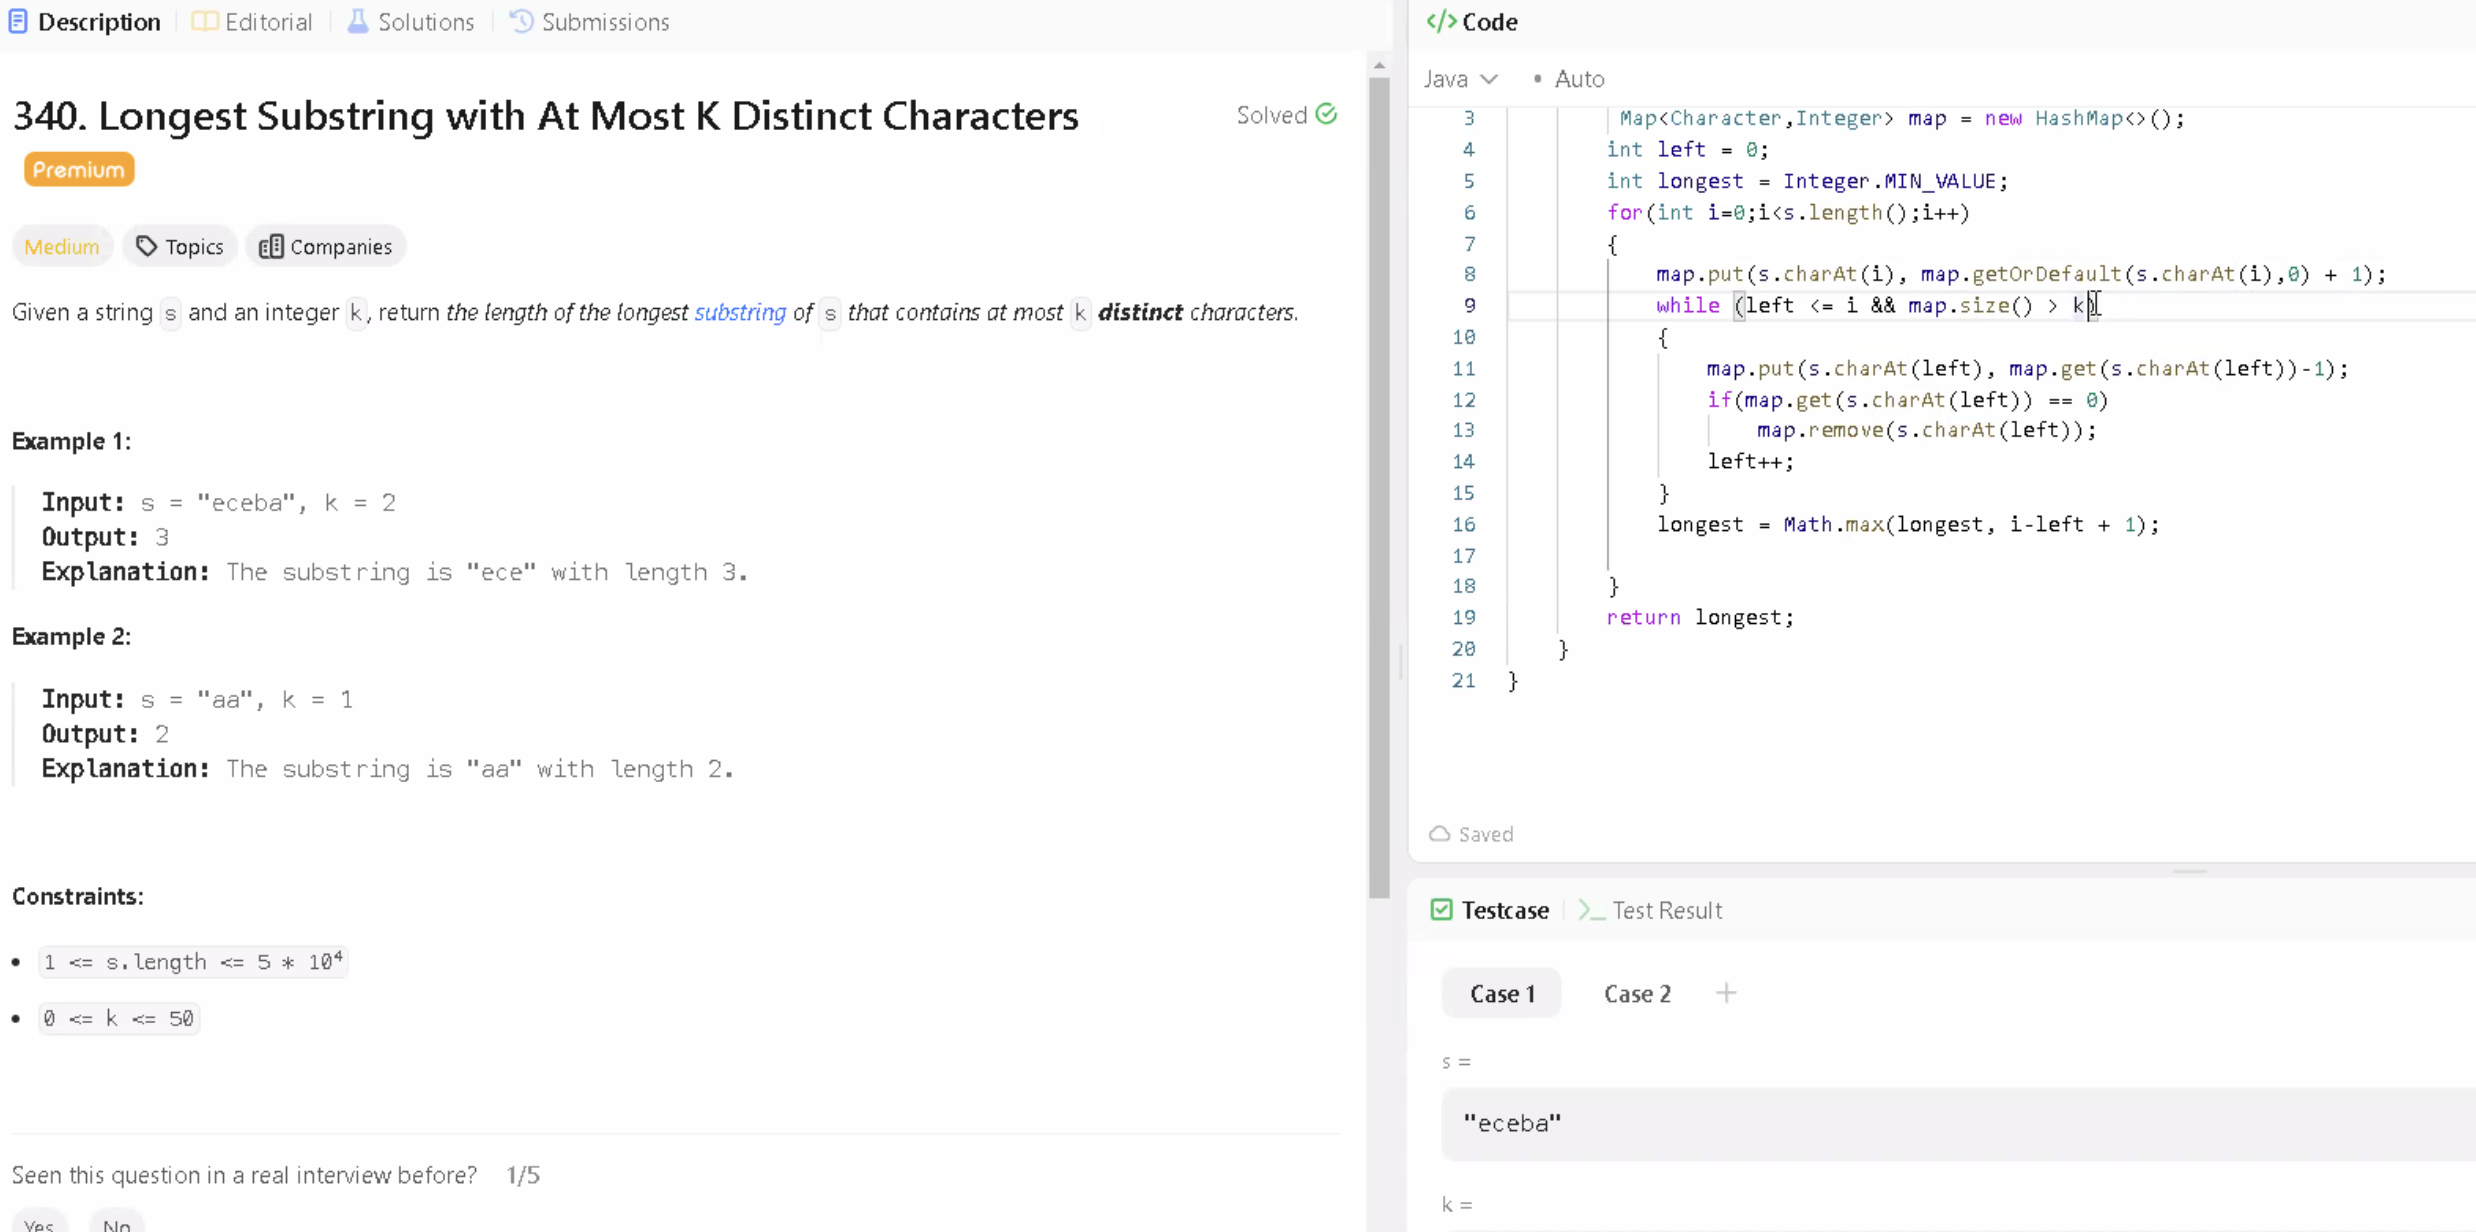 Description Editorial Solutions Submissions
340. Longest Substring with At Most K Distinct Characters
Solved
Premium
Medium Topics Companies
Given a string s and an integer k, return the length of the longest substring of s that contains at most k distinct characters.
Example 1:
Input: s = "eceba", k = 2
Output: 3
Explanation: The substring is "ece" with length 3.
Example 2:
Input: s = "aa", k = 1
Output: 2
Explanation: The substring is "aa" with length 2.
Constraints:
1 <= s.length <= 5 * 10⁴
0 <= k <= 50
Seen this question in a real interview before? 1/5
Yes No
</> Code
Java • Auto
3 Map<Character,Integer> map = new HashMap<>();
4 int left = 0;
5 int longest = Integer.MIN_VALUE;
6 for(int i=0;i<s.length();i++)
7 {
8 map.put(s.charAt(i), map.getOrDefault(s.charAt(i),0) + 1);
9 while (left <= i && map.size() > k)
10 {
11 map.put(s.charAt(left), map.get(s.charAt(left))-1);
12 if(map.get(s.charAt(left)) == 0)
13 map.remove(s.charAt(left));
14 left++;
15 }
16 longest = Math.max(longest, i-left + 1);
17
18 }
19 return longest;
20 }
21 }
Saved
Testcase >_ Test Result
Case 1 Case 2 +
s =
"eceba"
k =